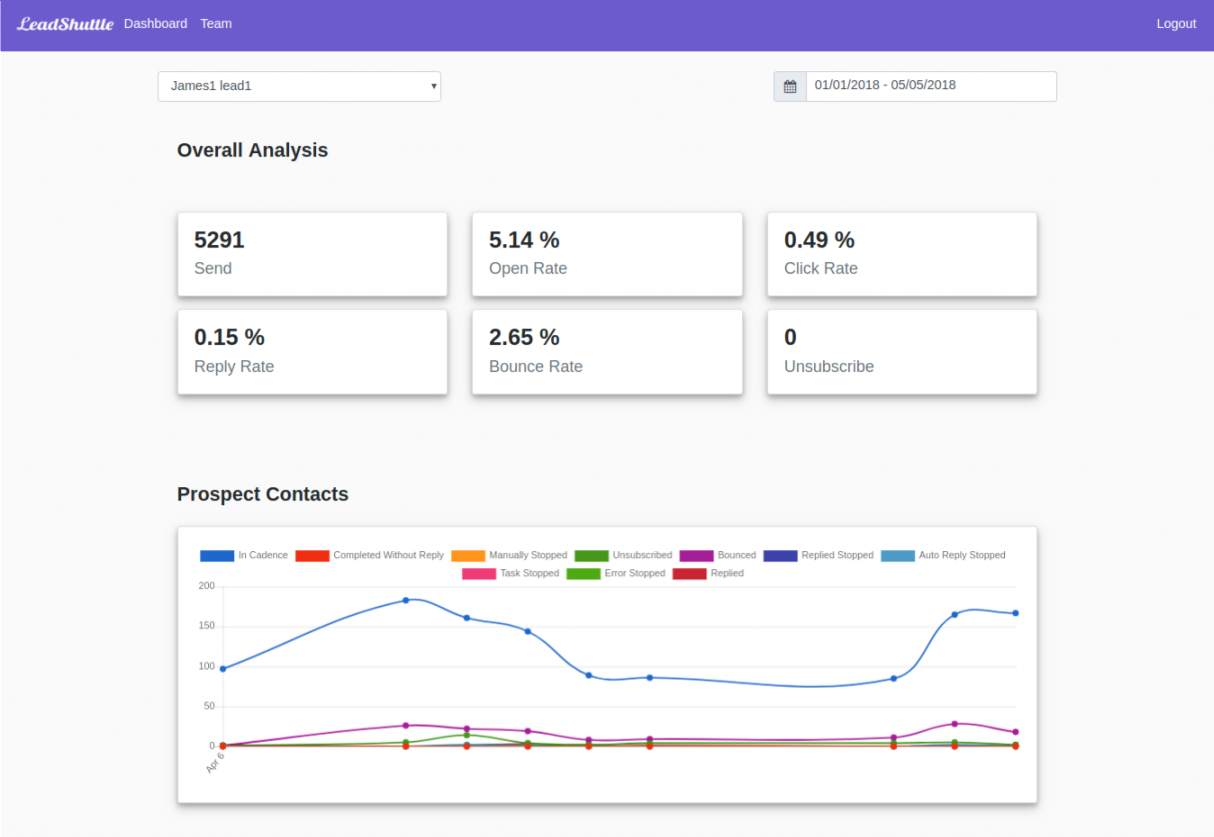 LeadShuttle Dashboard Team Logout
James1 lead1 01/01/2018 - 05/05/2018
Overall Analysis
5291 5.14 % 0.49 %
Send Open Rate Click Rate
0.15 % 2.65 % 0
Reply Rate Bounce Rate Unsubscribe
Prospect Contacts
In Cadence Completed Without Reply Manually Stopped Unsubscribed Bounced Replied Stopped Auto Reply Stopped
Task Stopped Error Stopped Replied
200
150
100
50
0
Apr 6